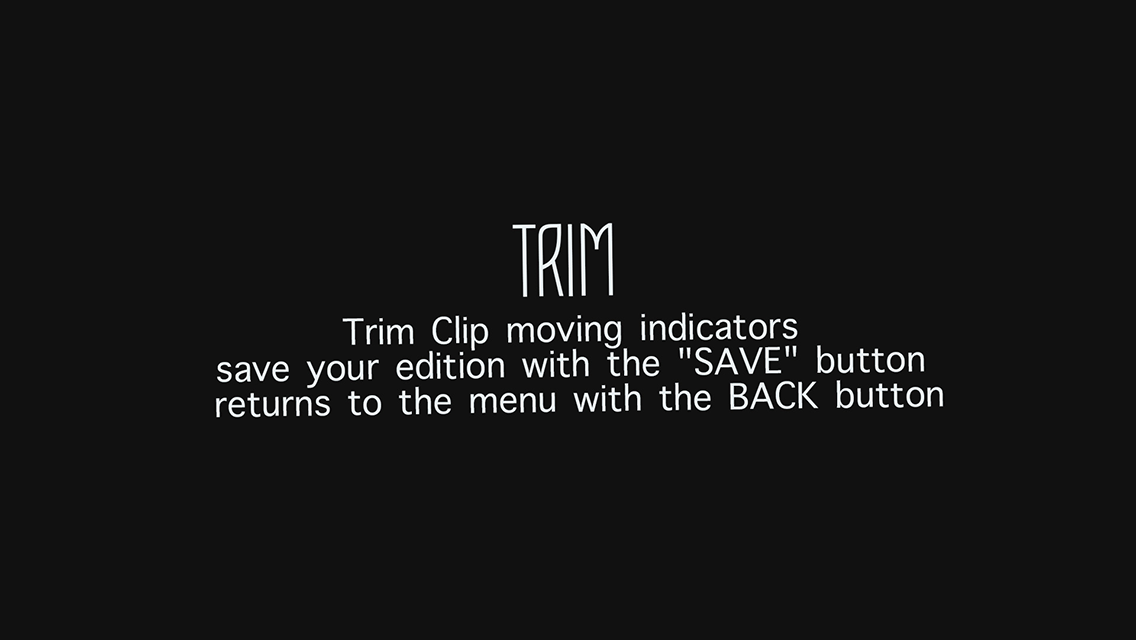 TRIM
Trim Clip moving indicators
save your edition with the "SAVE" button
returns to the menu with the BACK button